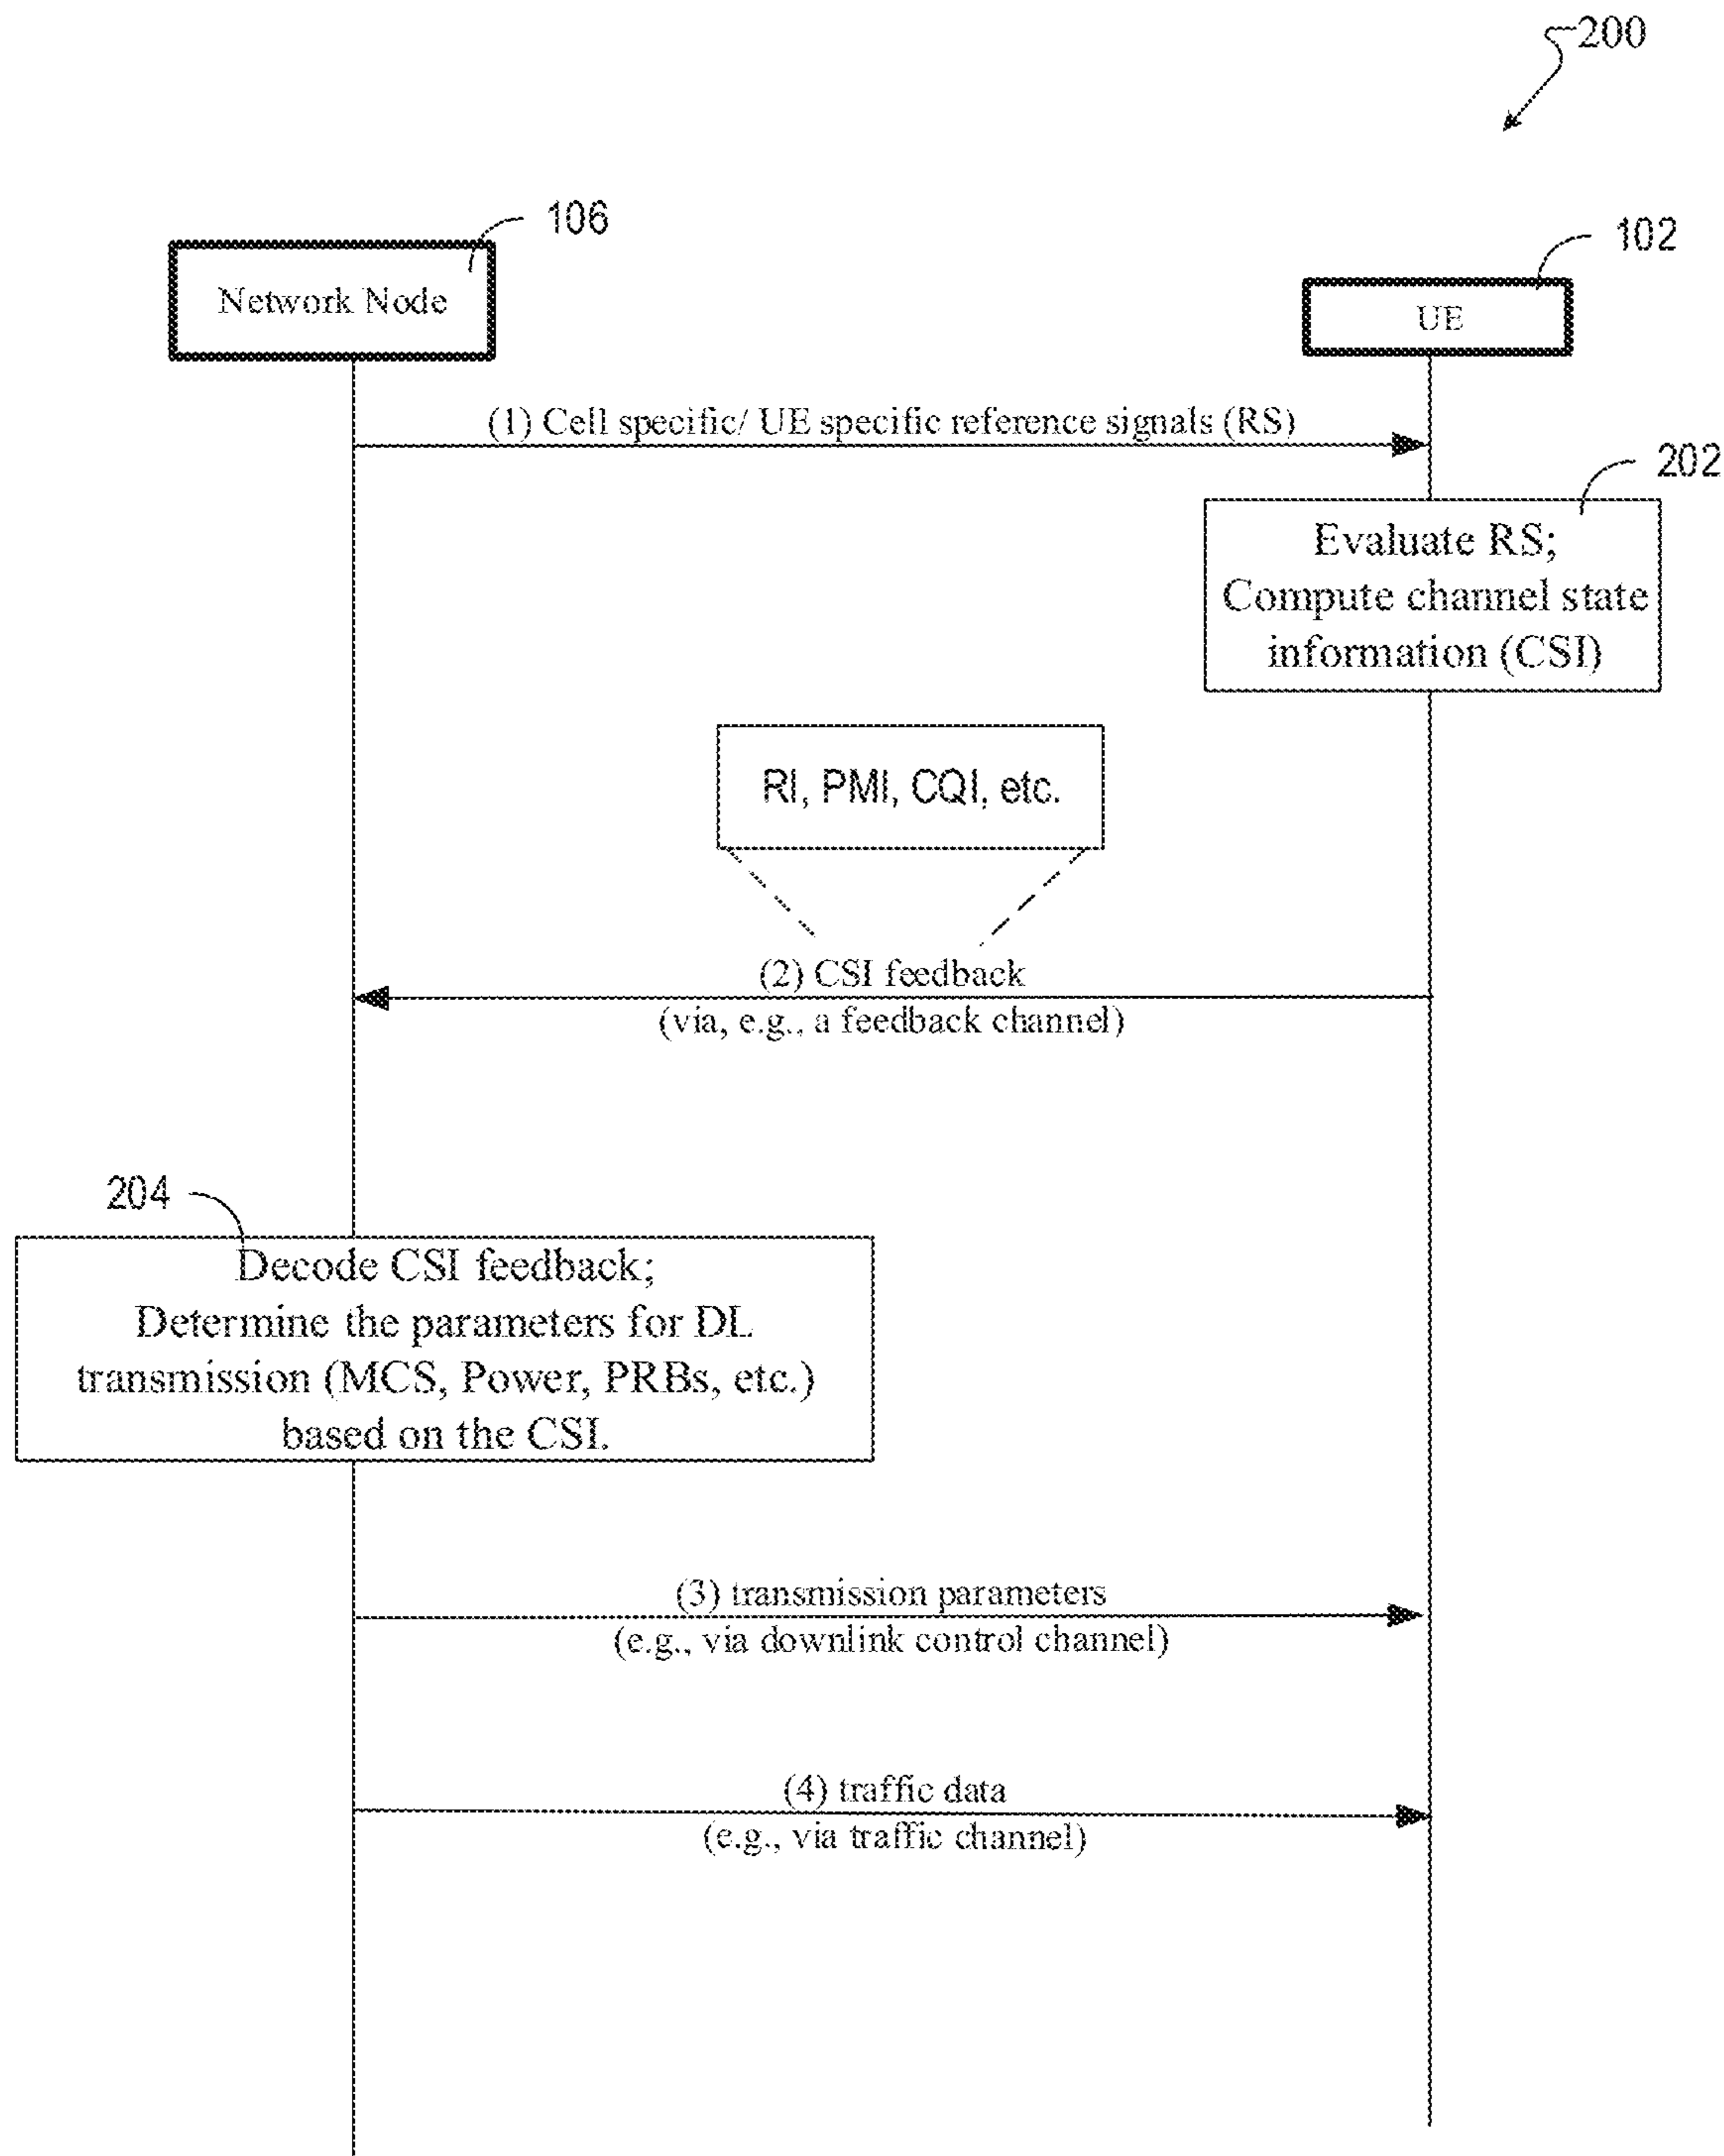 200
106
Network Node
102
UE
(1) Cell specific/ UE specific reference signals (RS)
202
Evaluate RS;
Compute channel state
information (CSI)
RI, PMI, CQI, etc.
(2) CSI feedback
(via, e.g., a feedback channel)
204
Decode CSI feedback;
Determine the parameters for DL
transmission (MCS, Power, PRBs, etc.)
based on the CSI.
(3) transmission parameters
(e.g., via downlink control channel)
(4) traffic data
(e.g., via traffic channel)